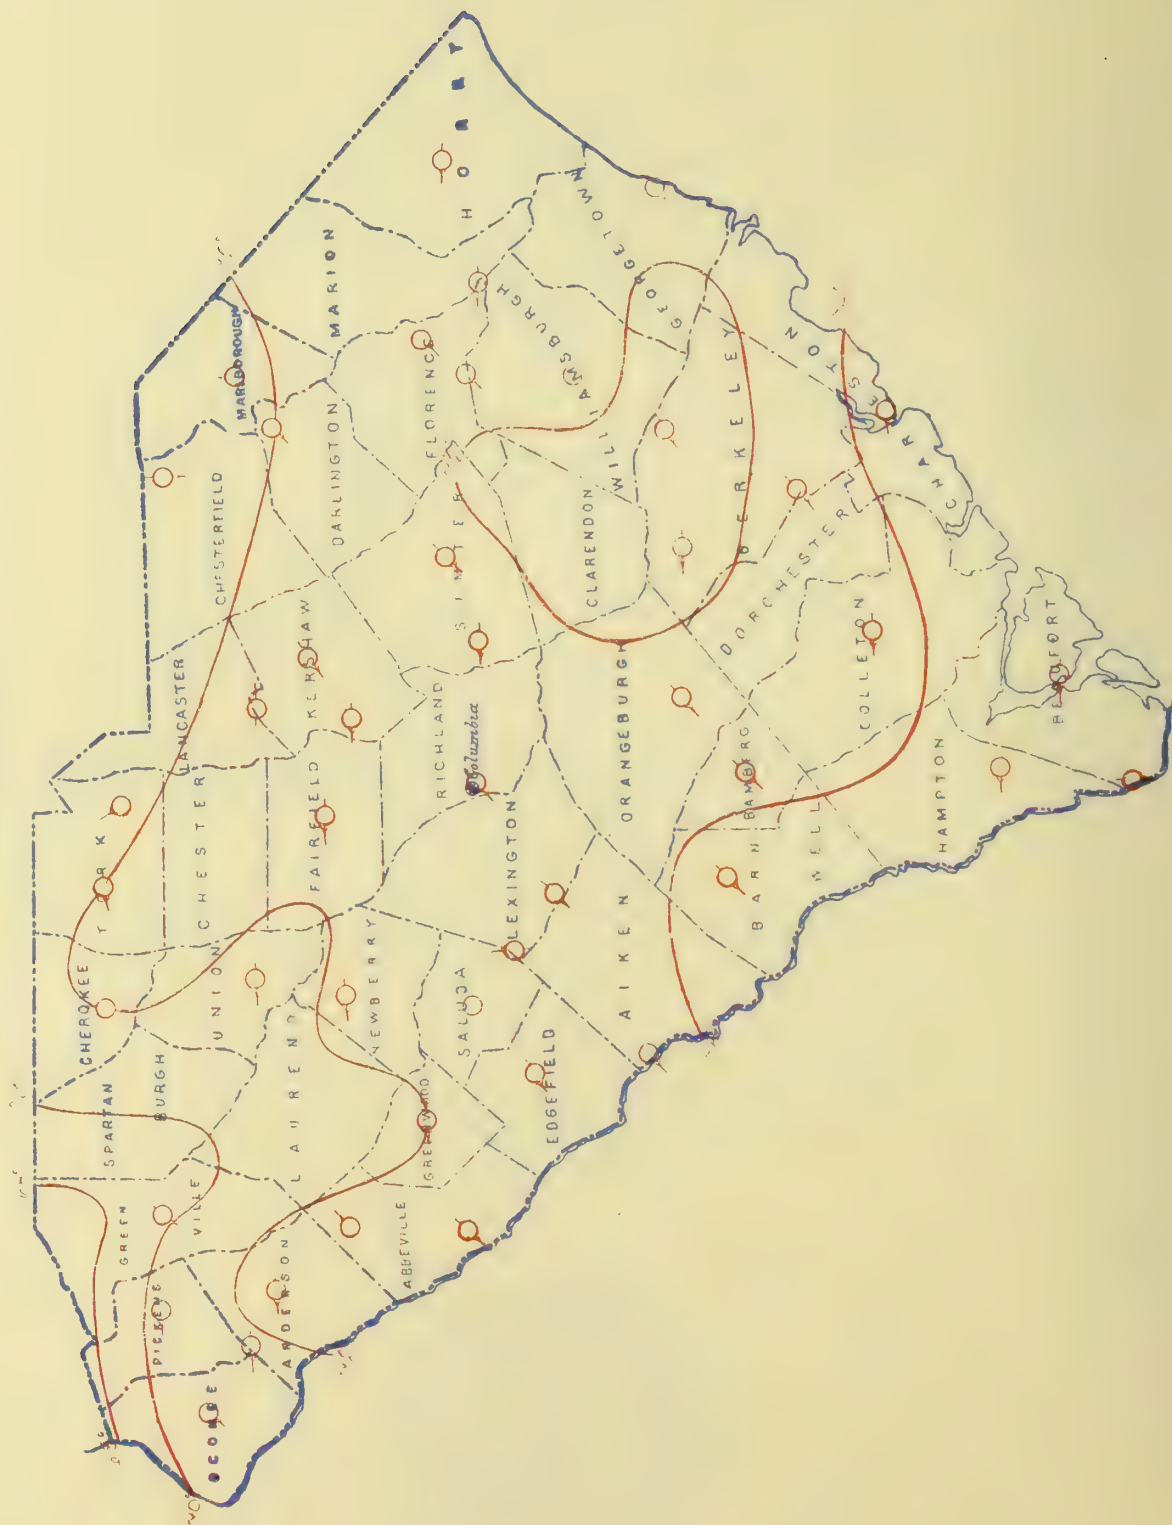 HORRY
MARION
MARLBOROUGH
GEORGETOWN
WILLIAMSBURGH
FLORENCE
DARLINGTON
CHESTERFIELD
CHARLESTON
BERKELEY
CLARENDON
SUMTER
KERSHAW
LANCASTER
DORCHESTER
COLLETON
BEAUFORT
ORANGEBURGH
RICHLAND
Columbia
FAIRFIELD
CHESTER
YORK
BAMBERG
HAMPTON
BARNWELL
LEXINGTON
AIKEN
NEWBERRY
UNION
CHEROKEE
SALUDA
EDGEFIELD
LAURENS
SPARTANBURGH
GREENWOOD
GREENVILLE
ABBEVILLE
ANDERSON
PICKENS
OCONEE